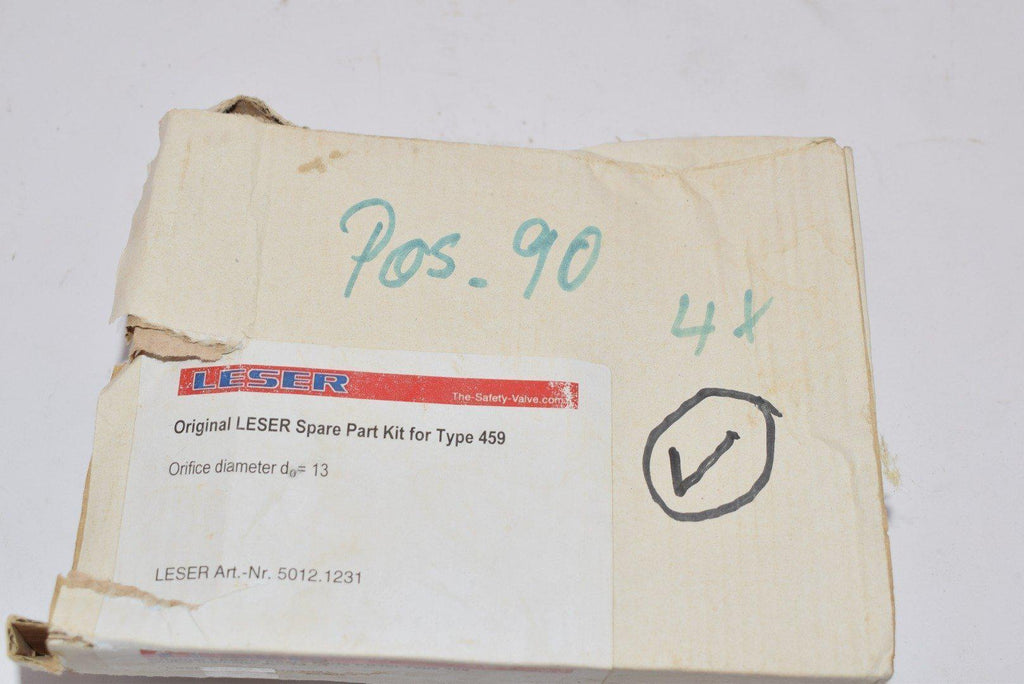 Pos. 90
4 X
LESER
The-Safety-Valve.com
Original LESER Spare Part Kit for Type 459
Orifice diameter d₀= 13
LESER Art.-Nr. 5012.1231